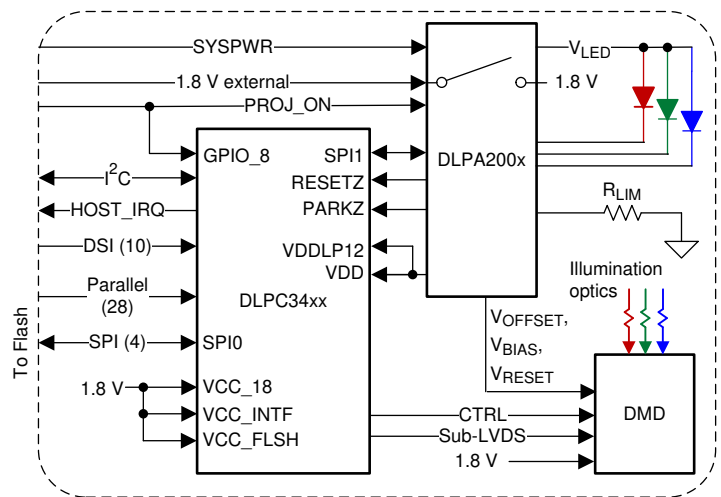 SYSPWR
V_LED
1.8 V external
1.8 V
PROJ_ON
GPIO_8
SPI1
DLPA200x
I²C
RESETZ
HOST_IRQ
PARKZ
R_LIM
DSI (10)
VDDLP12
VDD
Parallel
(28)
DLPC34xx
Illumination
optics
To Flash
SPI (4)
SPI0
V_OFFSET,
V_BIAS,
V_RESET
1.8 V
VCC_18
VCC_INTF
VCC_FLSH
CTRL
Sub-LVDS
1.8 V
DMD